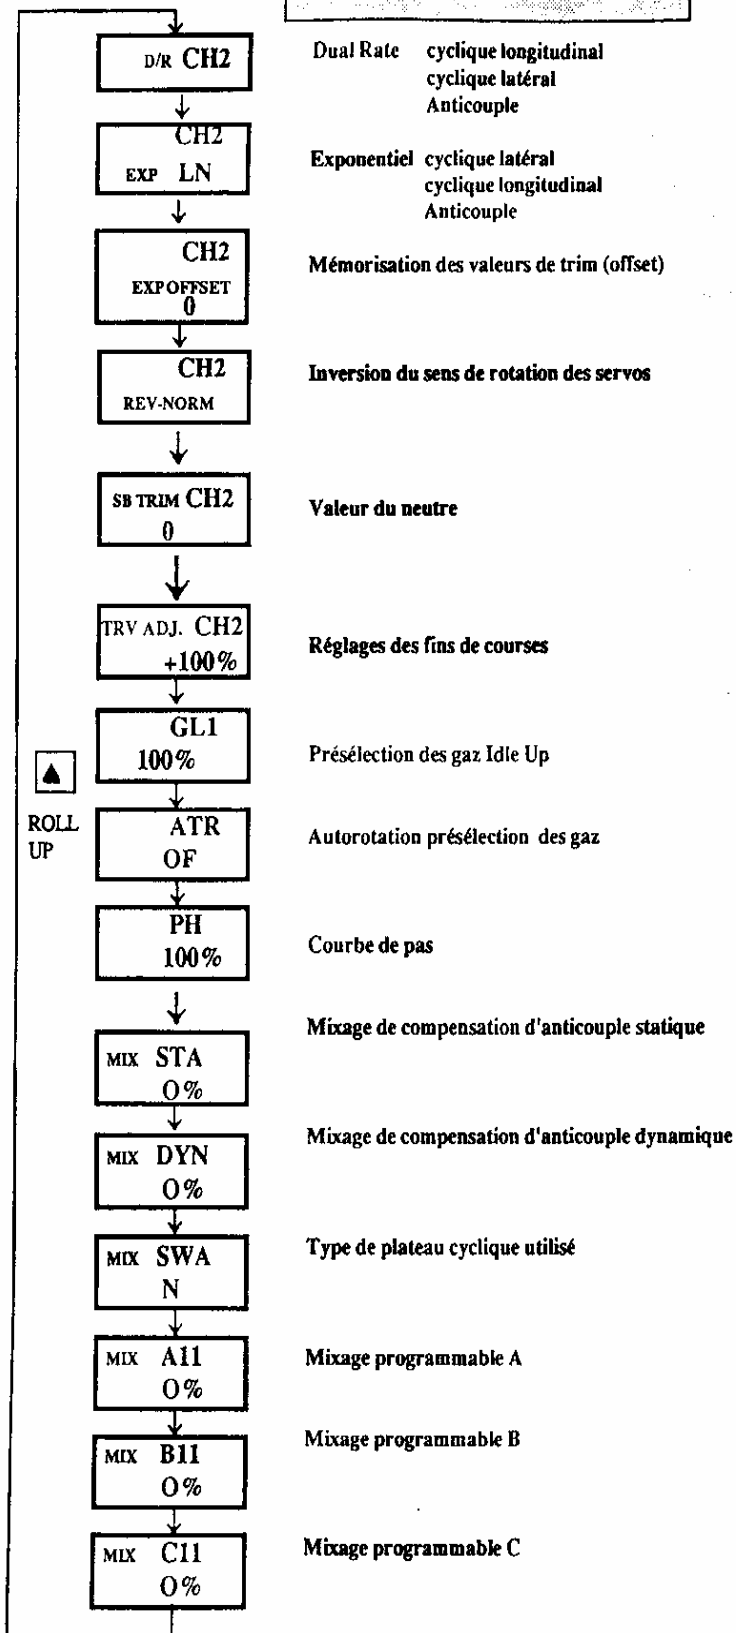 D/R CH2
Dual Rate cyclique longitudinal
cyclique latéral
Anticouple
CH2
EXP LN
Exponentiel cyclique latéral
cyclique longitudinal
Anticouple
CH2
EXP OFFSET
0
Mémorisation des valeurs de trim (offset)
CH2
REV-NORM
Inversion du sens de rotation des servos
SB TRIM CH2
0
Valeur du neutre
TRV ADJ. CH2
+100%
Réglages des fins de courses
GL1
100%
Présélection des gaz Idle Up
ROLL
UP
ATR
OF
Autorotation présélection des gaz
PH
100%
Courbe de pas
MIX STA
0%
Mixage de compensation d'anticouple statique
MIX DYN
0%
Mixage de compensation d'anticouple dynamique
MIX SWA
N
Type de plateau cyclique utilisé
MIX A11
0%
Mixage programmable A
MIX B11
0%
Mixage programmable B
MIX C11
0%
Mixage programmable C